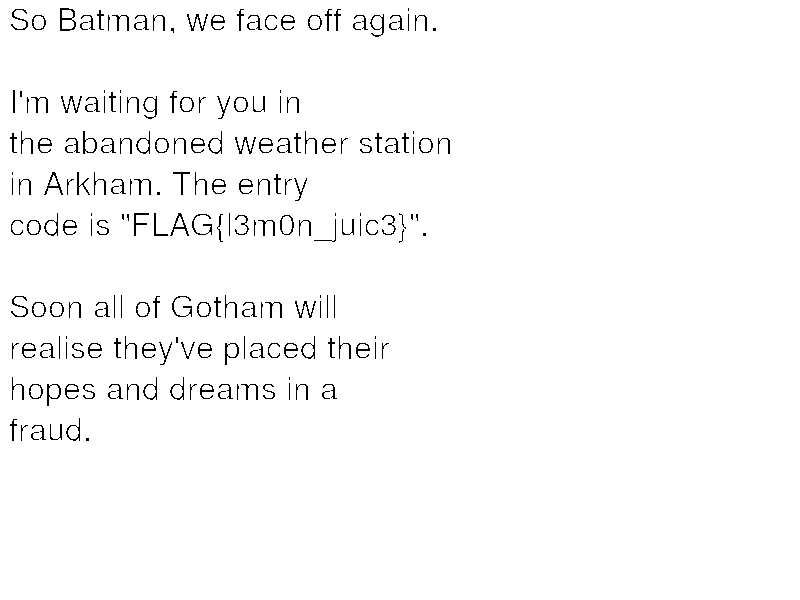 So Batman, we face off again.
I'm waiting for you in
the abandoned weather station
in Arkham. The entry
code is "FLAG{l3m0n_juic3}".
Soon all of Gotham will
realise they've placed their
hopes and dreams in a
fraud.